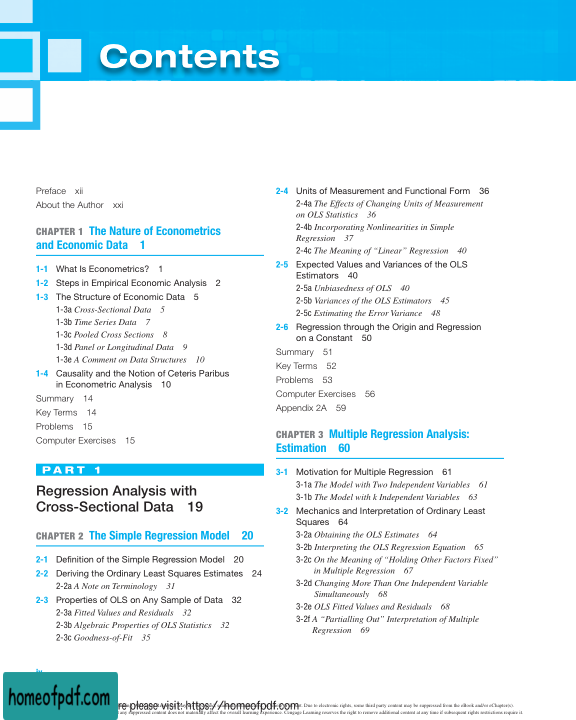 Contents
Preface xii
About the Author xxi
CHAPTER 1 The Nature of Econometrics
and Economic Data 1
1-1 What Is Econometrics? 1
1-2 Steps in Empirical Economic Analysis 2
1-3 The Structure of Economic Data 5
1-3a Cross-Sectional Data 5
1-3b Time Series Data 7
1-3c Pooled Cross Sections 8
1-3d Panel or Longitudinal Data 9
1-3e A Comment on Data Structures 10
1-4 Causality and the Notion of Ceteris Paribus
in Econometric Analysis 10
Summary 14
Key Terms 14
Problems 15
Computer Exercises 15
PART 1
Regression Analysis with
Cross-Sectional Data 19
CHAPTER 2 The Simple Regression Model 20
2-1 Definition of the Simple Regression Model 20
2-2 Deriving the Ordinary Least Squares Estimates 24
2-2a A Note on Terminology 31
2-3 Properties of OLS on Any Sample of Data 32
2-3a Fitted Values and Residuals 32
2-3b Algebraic Properties of OLS Statistics 32
2-3c Goodness-of-Fit 35
2-4 Units of Measurement and Functional Form 36
2-4a The Effects of Changing Units of Measurement
on OLS Statistics 36
2-4b Incorporating Nonlinearities in Simple
Regression 37
2-4c The Meaning of “Linear” Regression 40
2-5 Expected Values and Variances of the OLS
Estimators 40
2-5a Unbiasedness of OLS 40
2-5b Variances of the OLS Estimators 45
2-5c Estimating the Error Variance 48
2-6 Regression through the Origin and Regression
on a Constant 50
Summary 51
Key Terms 52
Problems 53
Computer Exercises 56
Appendix 2A 59
CHAPTER 3 Multiple Regression Analysis:
Estimation 60
3-1 Motivation for Multiple Regression 61
3-1a The Model with Two Independent Variables 61
3-1b The Model with k Independent Variables 63
3-2 Mechanics and Interpretation of Ordinary Least
Squares 64
3-2a Obtaining the OLS Estimates 64
3-2b Interpreting the OLS Regression Equation 65
3-2c On the Meaning of “Holding Other Factors Fixed”
in Multiple Regression 67
3-2d Changing More Than One Independent Variable
Simultaneously 68
3-2e OLS Fitted Values and Residuals 68
3-2f A “Partialling Out” Interpretation of Multiple
Regression 69
homeofpdf.com
re please visit: https://homeofpdf.com
Due to electronic rights, some third party content may be suppressed from the eBook and/or eChapter(s).
any suppressed content does not materially affect the overall learning experience. Cengage Learning reserves the right to remove additional content at any time if subsequent rights restrictions require it.